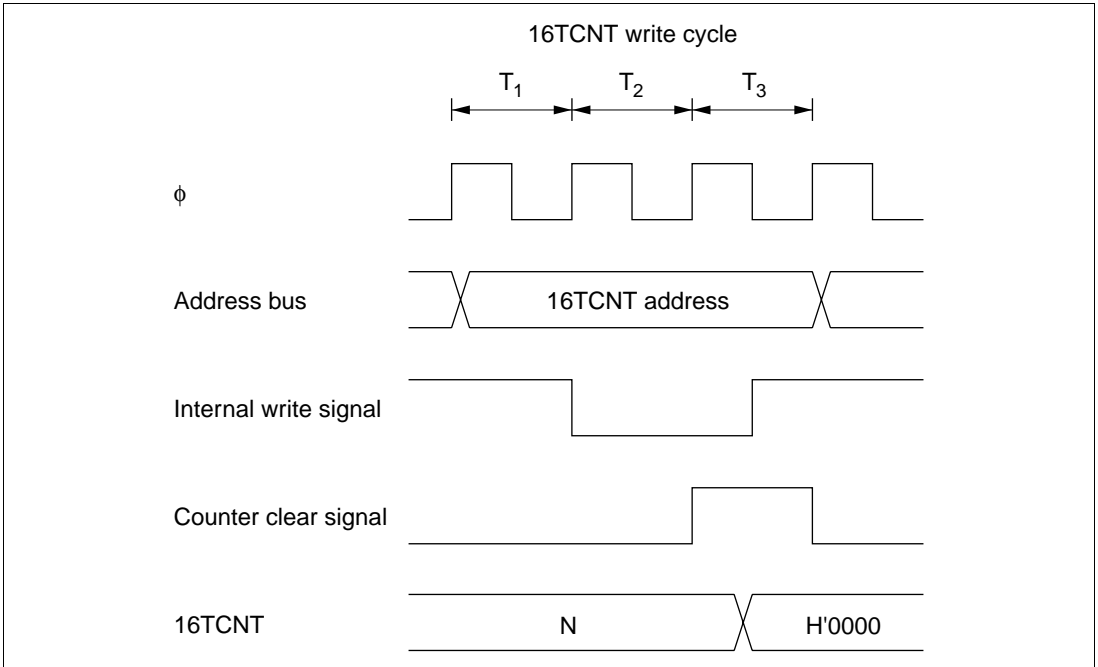 16TCNT write cycle
T1 T2 T3
φ
Address bus
16TCNT address
Internal write signal
Counter clear signal
16TCNT
N
H'0000